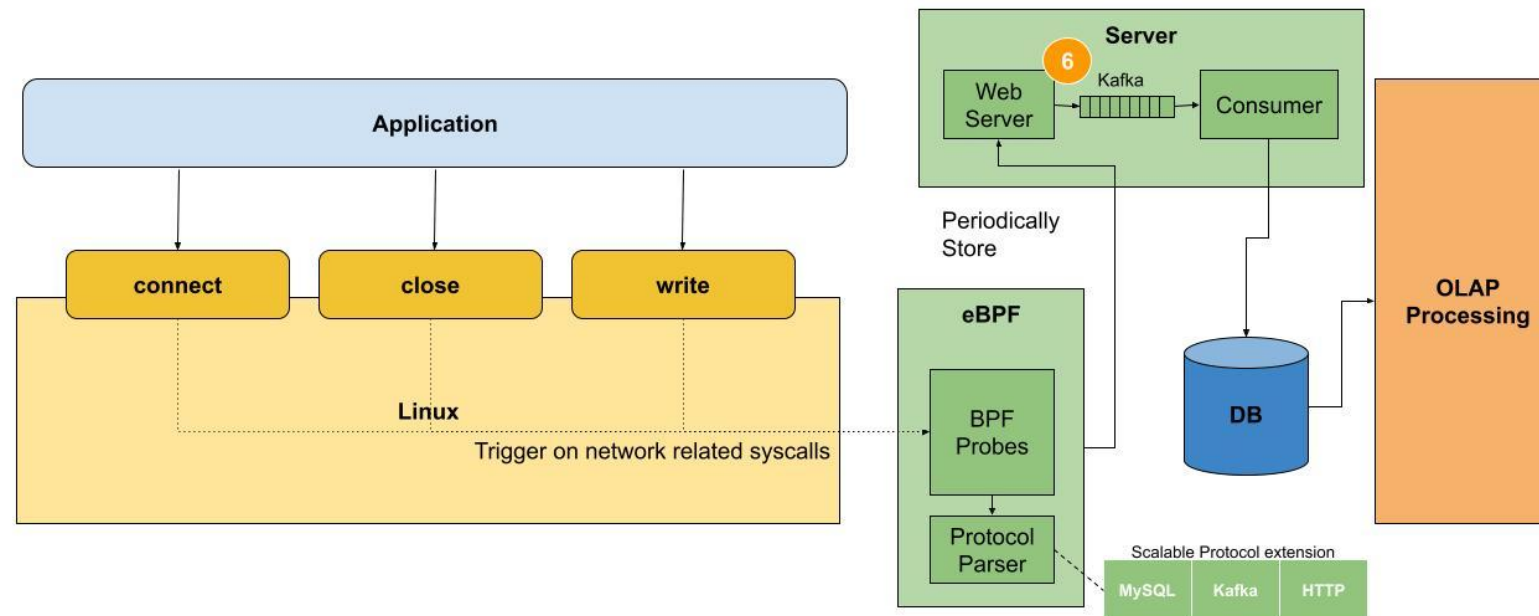 Server
6
Kafka
Web
Server
Consumer
Application
Periodically
Store
connect
close
write
eBPF
OLAP
Processing
Linux
BPF
Probes
DB
Trigger on network related syscalls
Protocol
Parser
Scalable Protocol extension
MySQL
Kafka
HTTP